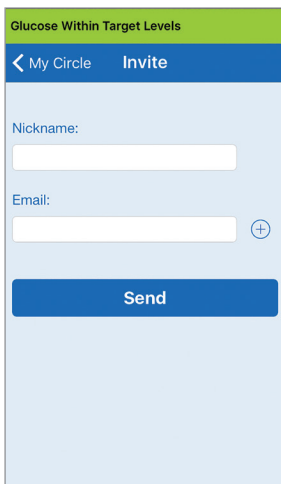 Glucose Within Target Levels
My Circle Invite
Nickname:
Email:
Send